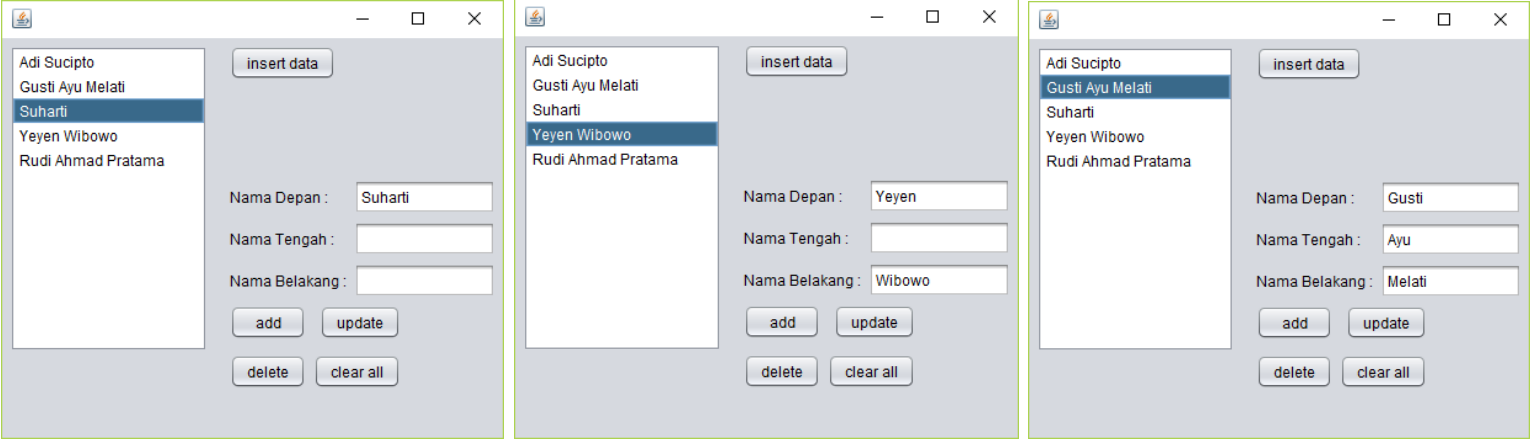 Adi Sucipto
Gusti Ayu Melati
Suharti
Yeyen Wibowo
Rudi Ahmad Pratama
insert data
Nama Depan : Suharti
Nama Tengah :
Nama Belakang :
add update
delete clear all
Adi Sucipto
Gusti Ayu Melati
Suharti
Yeyen Wibowo
Rudi Ahmad Pratama
insert data
Nama Depan : Yeyen
Nama Tengah :
Nama Belakang : Wibowo
add update
delete clear all
Adi Sucipto
Gusti Ayu Melati
Suharti
Yeyen Wibowo
Rudi Ahmad Pratama
insert data
Nama Depan : Gusti
Nama Tengah : Ayu
Nama Belakang : Melati
add update
delete clear all